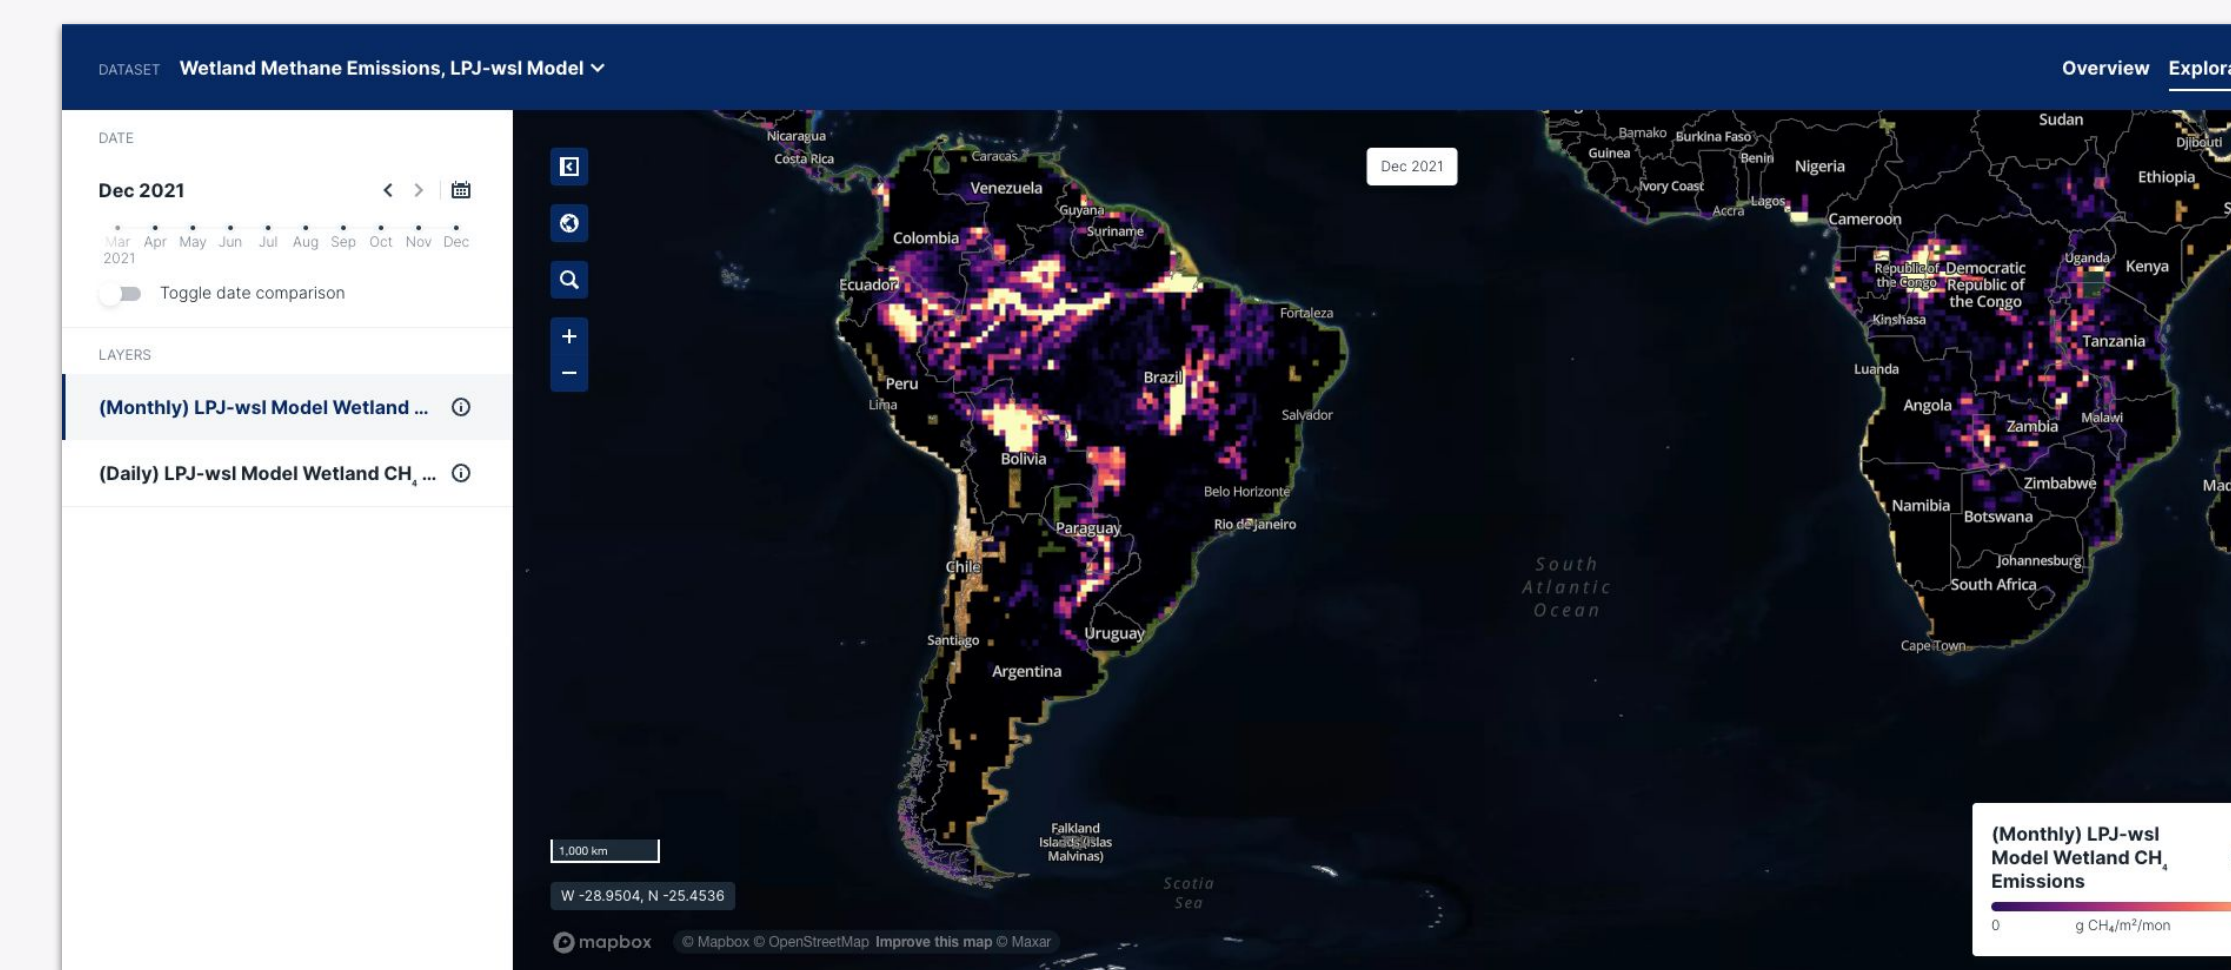 DATASET Wetland Methane Emissions, LPJ-wsl Model
Overview
DATE
Dec 2021
Mar Apr May Jun Jul Aug Sep Oct Nov Dec
2021
Toggle date comparison
LAYERS
(Monthly) LPJ-wsl Model Wetland ...
(Daily) LPJ-wsl Model Wetland CH₄ ...
Dec 2021
Nicaragua
Costa Rica
Caracas
Venezuela
Guyana
Suriname
Colombia
Ecuador
Fortaleza
Peru
Brazil
Lima
Salvador
Bolivia
Belo Horizonte
Rio de Janeiro
Paraguay
Chile
Santiago
Uruguay
Argentina
Falkland
Islands (Islas
Malvinas)
Scotia
Sea
South
Atlantic
Ocean
Bamako
Burkina Faso
Guinea
Benin
Nigeria
Ivory Coast
Accra
Lagos
Cameroon
Sudan
Djibouti
Ethiopia
Uganda
Kenya
Republic of
the Congo
Democratic
Republic of
the Congo
Kinshasa
Tanzania
Luanda
Angola
Malawi
Zambia
Zimbabwe
Namibia
Botswana
Johannesburg
South Africa
Cape Town
1,000 km
W -28.9504, N -25.4536
mapbox © Mapbox © OpenStreetMap Improve this map © Maxar
(Monthly) LPJ-wsl
Model Wetland CH₄
Emissions
0 g CH₄/m²/mon